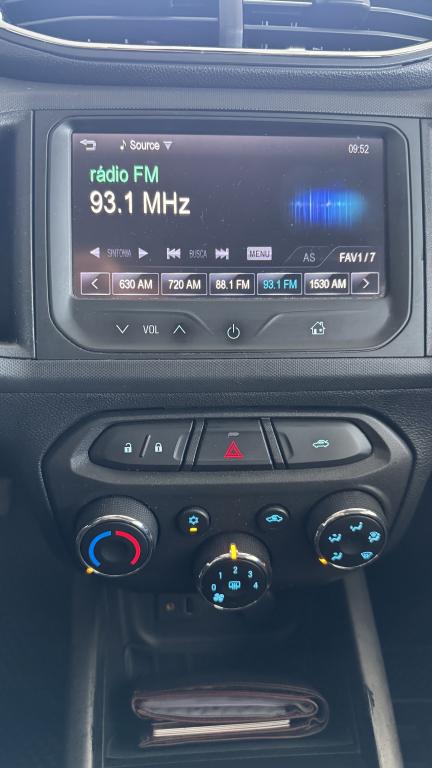 ♪ Source 09:52
rádio FM
93.1 MHz
SINTONIA BUSCA MENU AS FAV1/7
630 AM 720 AM 88.1 FM 93.1 FM 1530 AM
VOL
0 1 2 3 4